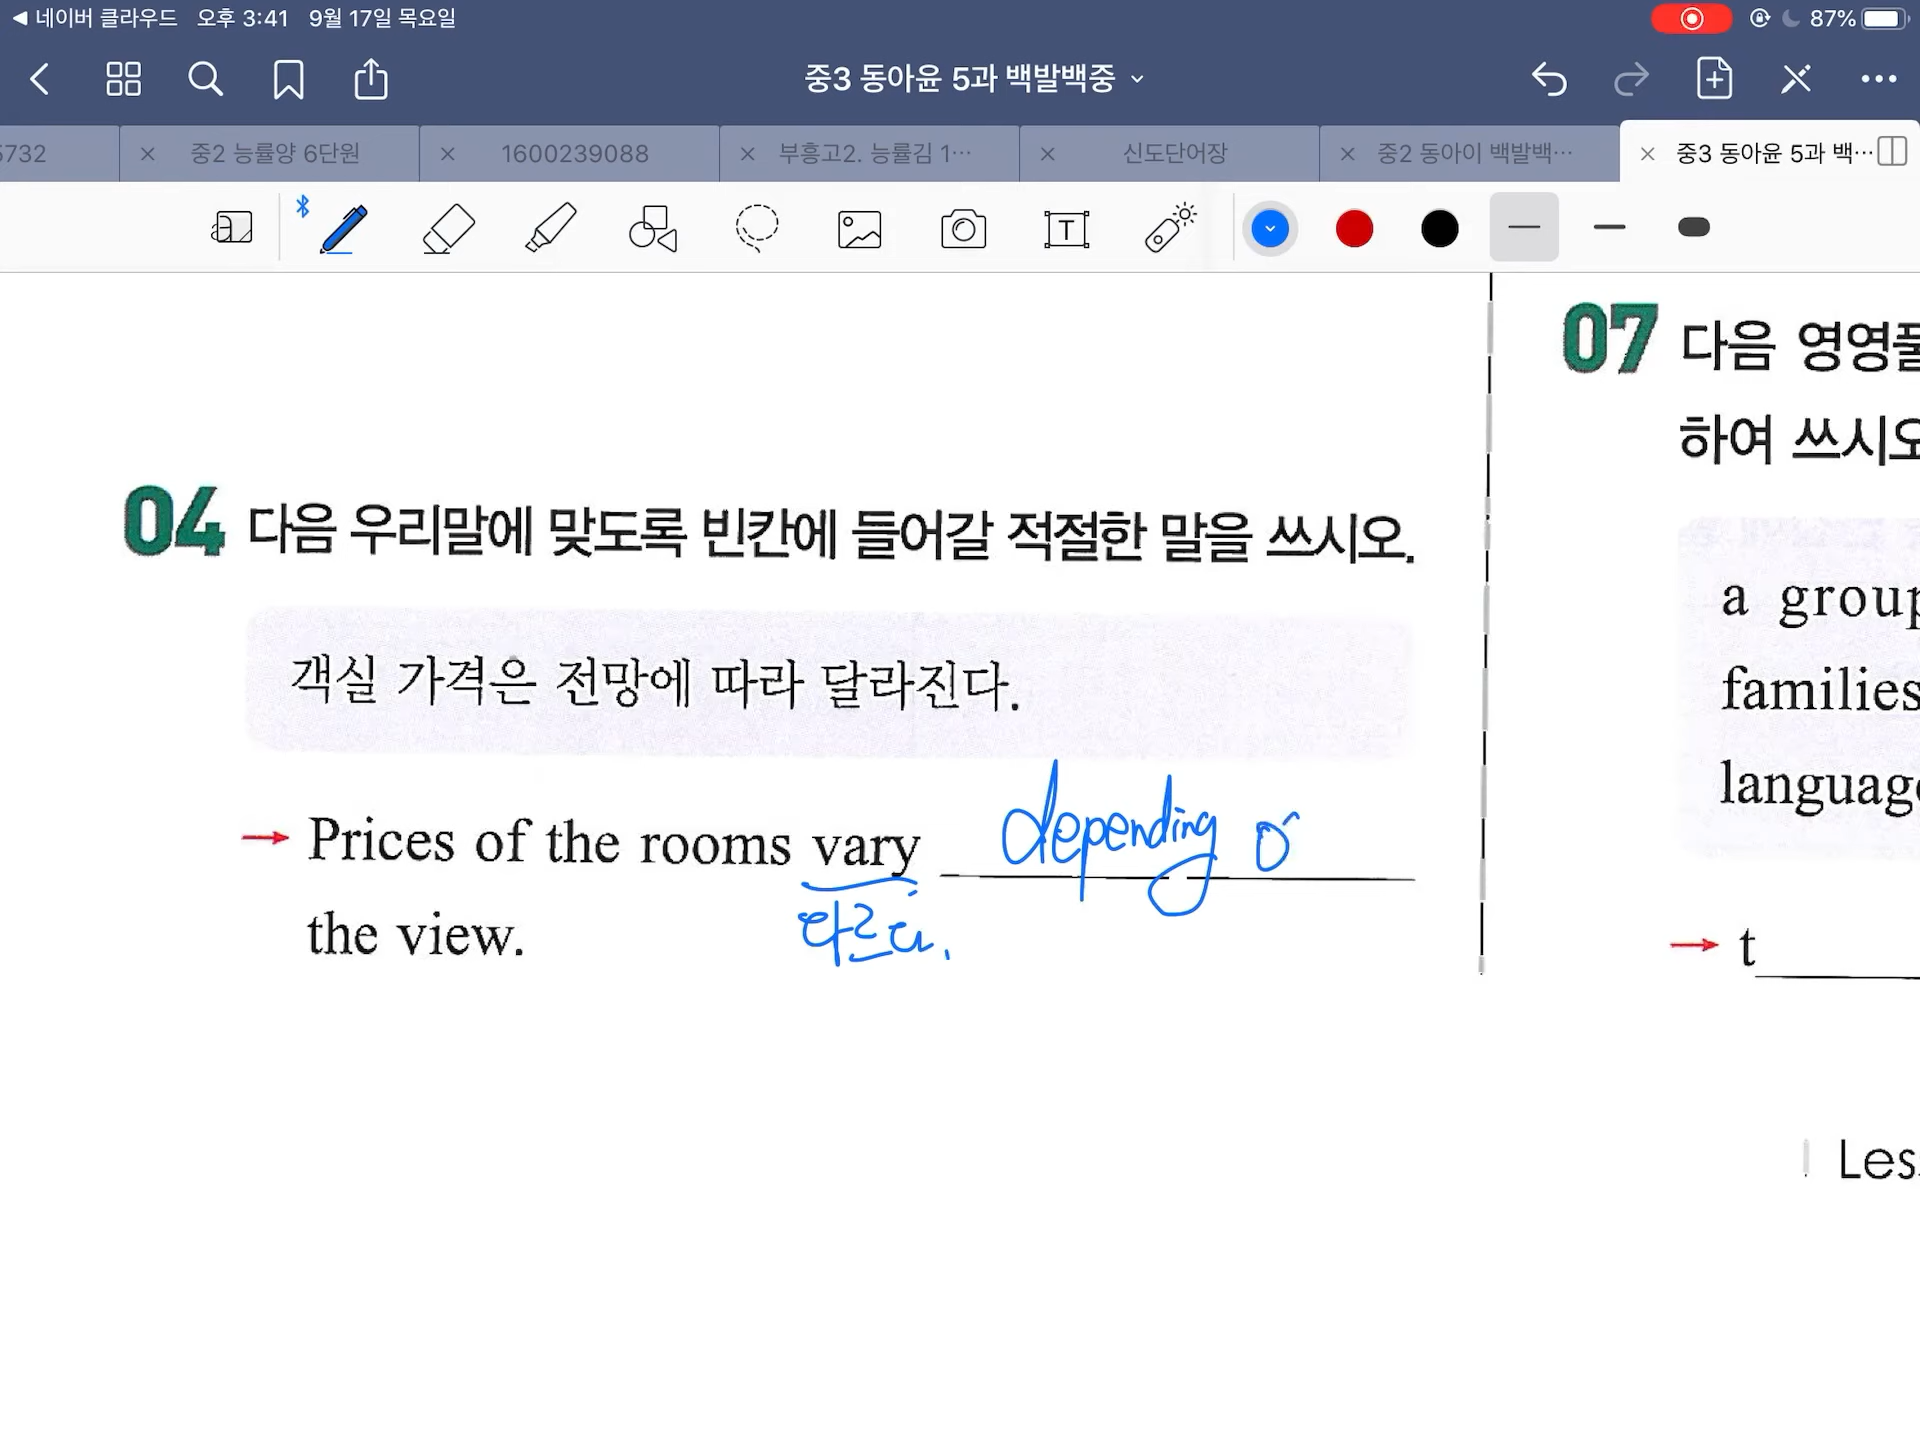 ◀ 네이버 클라우드 오후 3:41 9월 17일 목요일 87%
중3 동아윤 5과 백발백중
5732 × 중2 능률양 6단원 × 1600239088 × 부흥고2. 능률김 1… × 신도단어장 × 중2 동아이 백발백… × 중3 동아윤 5과 백…
T
04 다음 우리말에 맞도록 빈칸에 들어갈 적절한 말을 쓰시오.
객실 가격은 전망에 따라 달라진다.
→ Prices of the rooms vary depending o
the view. 다르다.
07 다음 영영풀
하여 쓰시오
a group
families
language
→ t
Les